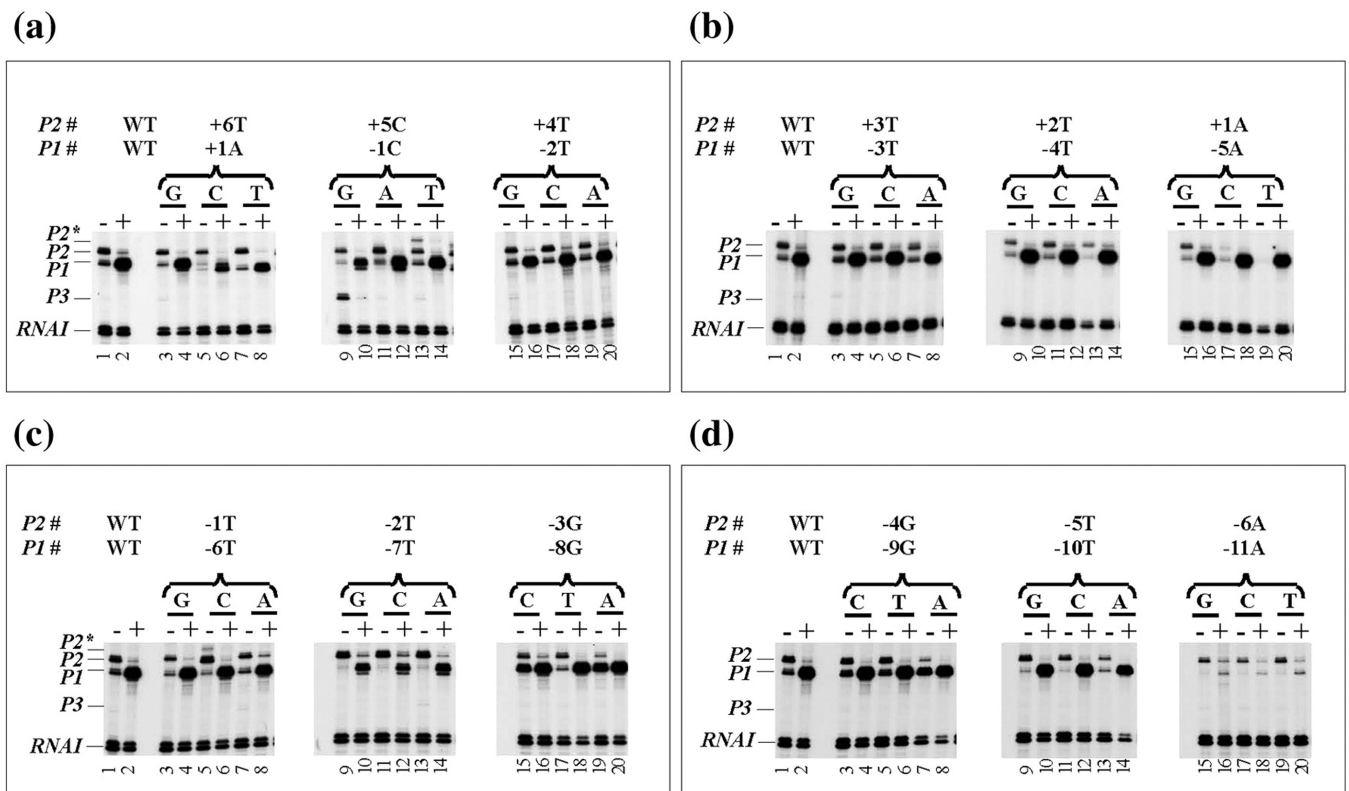 (a)
P2 # WT +6T +5C +4T
P1 # WT +1A -1C -2T
G C T G A T G C A
- + - + - + - + - + - + - + - + - + - +
P2*
P2
P1
P3
RNAI
1 2 3 4 5 6 7 8 9 10 11 12 13 14 15 16 17 18 19 20
(b)
P2 # WT +3T +2T +1A
P1 # WT -3T -4T -5A
G C A G C A G C T
- + - + - + - + - + - + - + - + - + - +
P2
P1
P3
RNAI
1 2 3 4 5 6 7 8 9 10 11 12 13 14 15 16 17 18 19 20
(c)
P2 # WT -1T -2T -3G
P1 # WT -6T -7T -8G
G C A G C A C T A
- + - + - + - + - + - + - + - + - + - +
P2*
P2
P1
P3
RNAI
1 2 3 4 5 6 7 8 9 10 11 12 13 14 15 16 17 18 19 20
(d)
P2 # WT -4G -5T -6A
P1 # WT -9G -10T -11A
C T A G C A G C T
- + - + - + - + - + - + - + - + - + - +
P2
P1
P3
RNAI
1 2 3 4 5 6 7 8 9 10 11 12 13 14 15 16 17 18 19 20